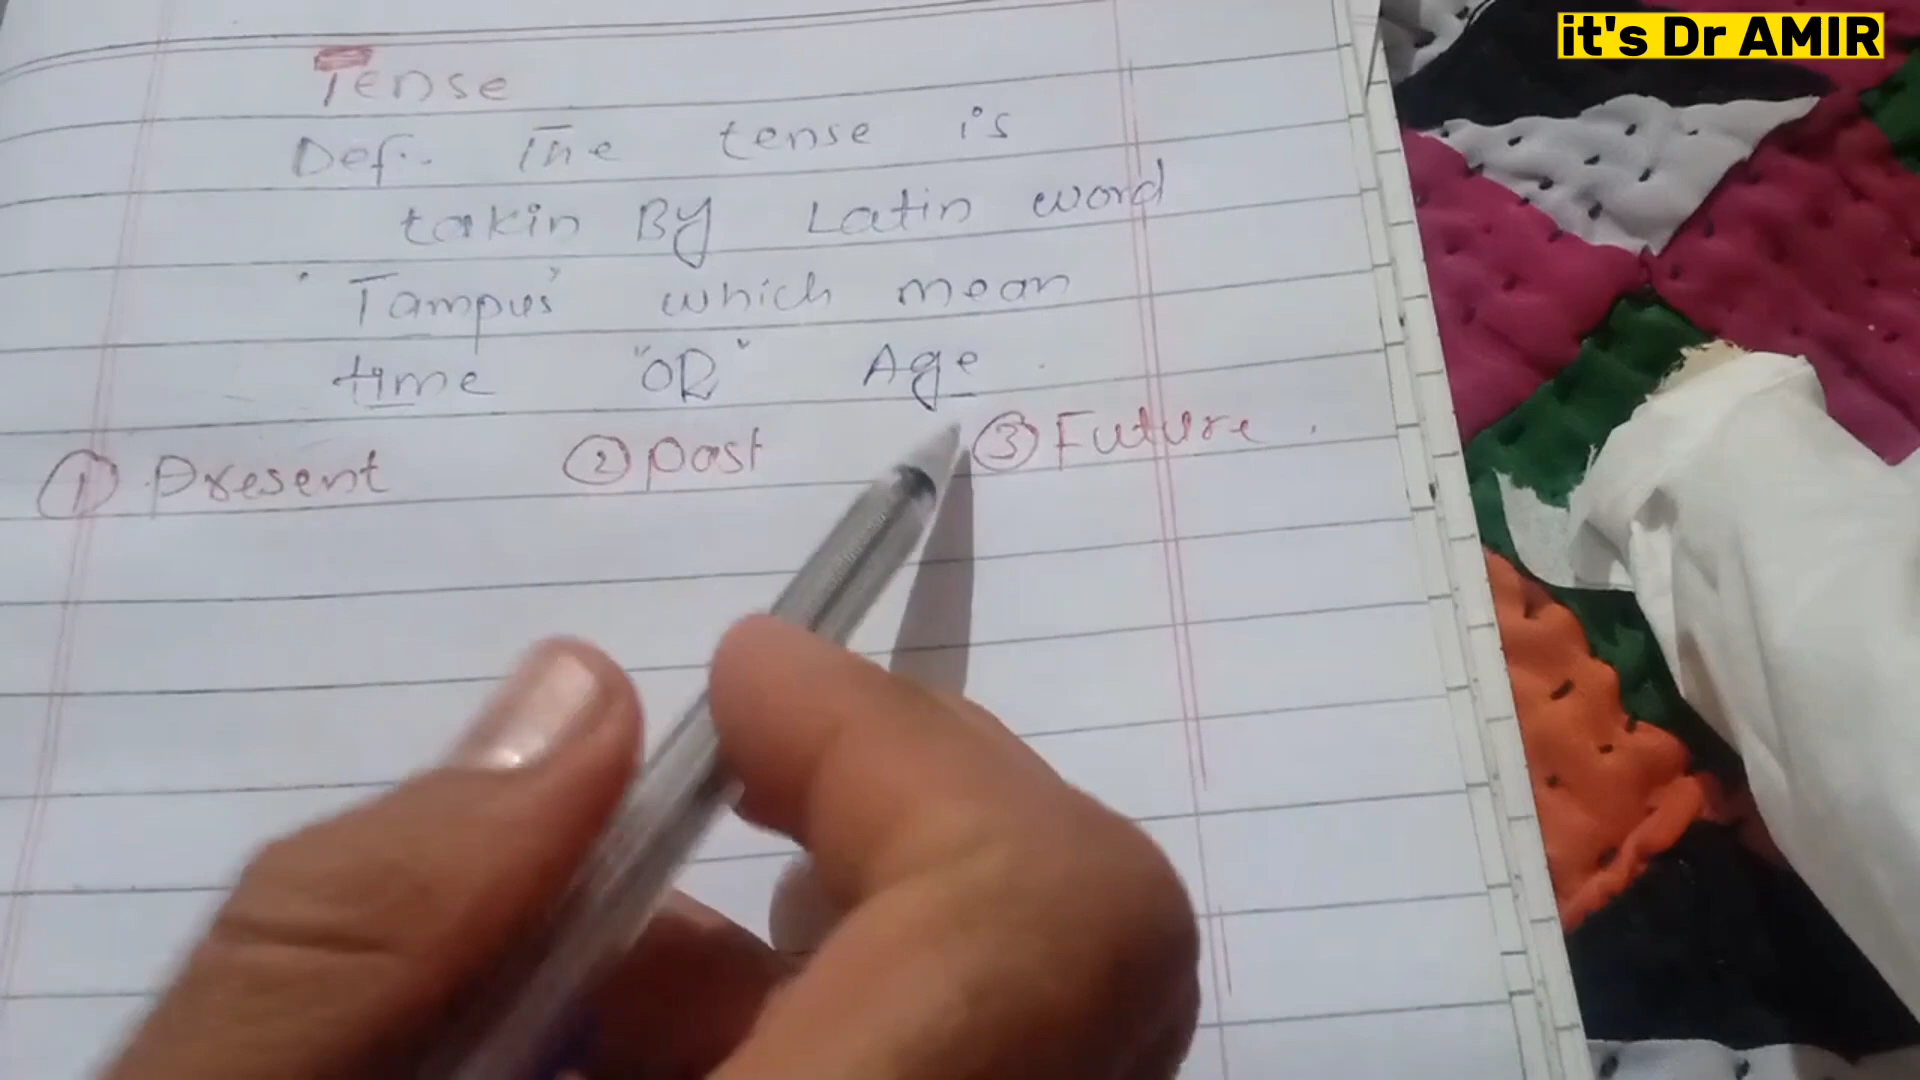 it's Dr AMIR
Tense
Def:- The tense is
takin By Latin word
'Tampus' which mean
time "OR" Age.
① Present ② past ③ Future.